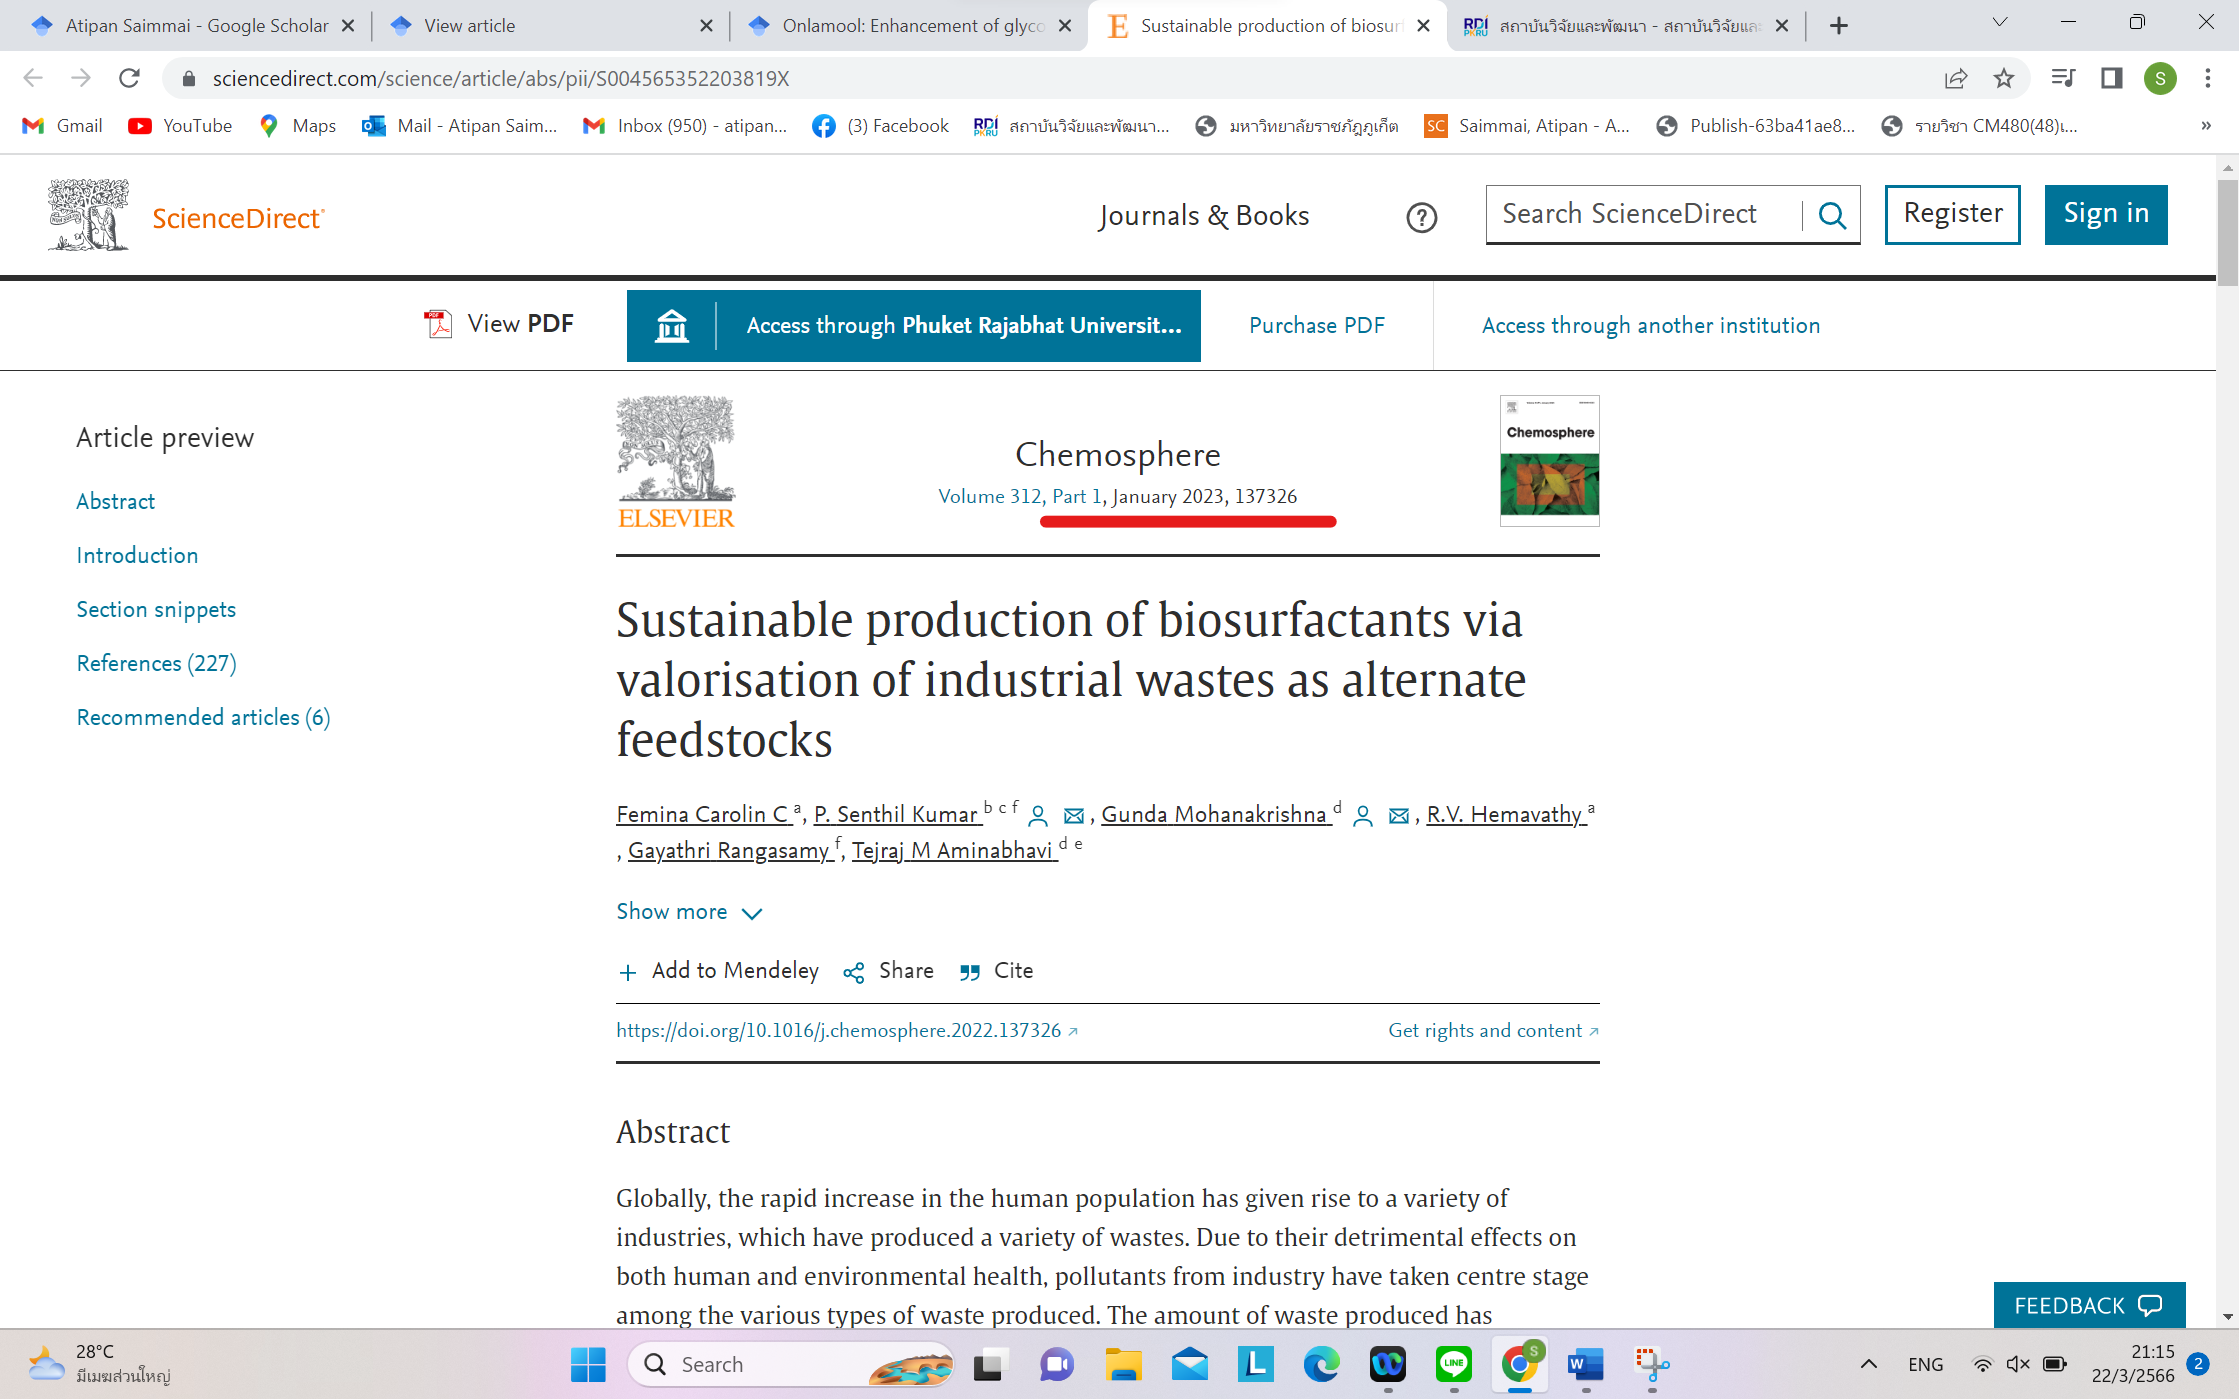 Atipan Saimmai - Google Scholar
View article
Onlamool: Enhancement of glyco
Sustainable production of biosur
สถาบันวิจัยและพัฒนา - สถาบันวิจัยและ
sciencedirect.com/science/article/abs/pii/S004565352203819X
S
Gmail
YouTube
Maps
Mail - Atipan Saim...
Inbox (950) - atipan...
(3) Facebook
RDI PKRU สถาบันวิจัยและพัฒนา...
มหาวิทยาลัยราชภัฏภูเก็ต
SC Saimmai, Atipan - A...
Publish-63ba41ae8...
รายวิชา CM480(48)เ...
»
ScienceDirect
Journals & Books
Search ScienceDirect
Register
Sign in
View PDF
Access through Phuket Rajabhat Universit...
Purchase PDF
Access through another institution
Article preview
Abstract
Introduction
Section snippets
References (227)
Recommended articles (6)
ELSEVIER
Chemosphere
Volume 312, Part 1, January 2023, 137326
Chemosphere
Sustainable production of biosurfactants via
valorisation of industrial wastes as alternate
feedstocks
Femina Carolin C a, P. Senthil Kumar b c f, Gunda Mohanakrishna d, R.V. Hemavathy a
, Gayathri Rangasamy f, Tejraj M Aminabhavi d e
Show more
Add to Mendeley
Share
Cite
https://doi.org/10.1016/j.chemosphere.2022.137326
Get rights and content
Abstract
Globally, the rapid increase in the human population has given rise to a variety of
industries, which have produced a variety of wastes. Due to their detrimental effects on
both human and environmental health, pollutants from industry have taken centre stage
among the various types of waste produced. The amount of waste produced has
FEEDBACK
28°C
มีเมฆส่วนใหญ่
Search
ENG
21:15
22/3/2566
2